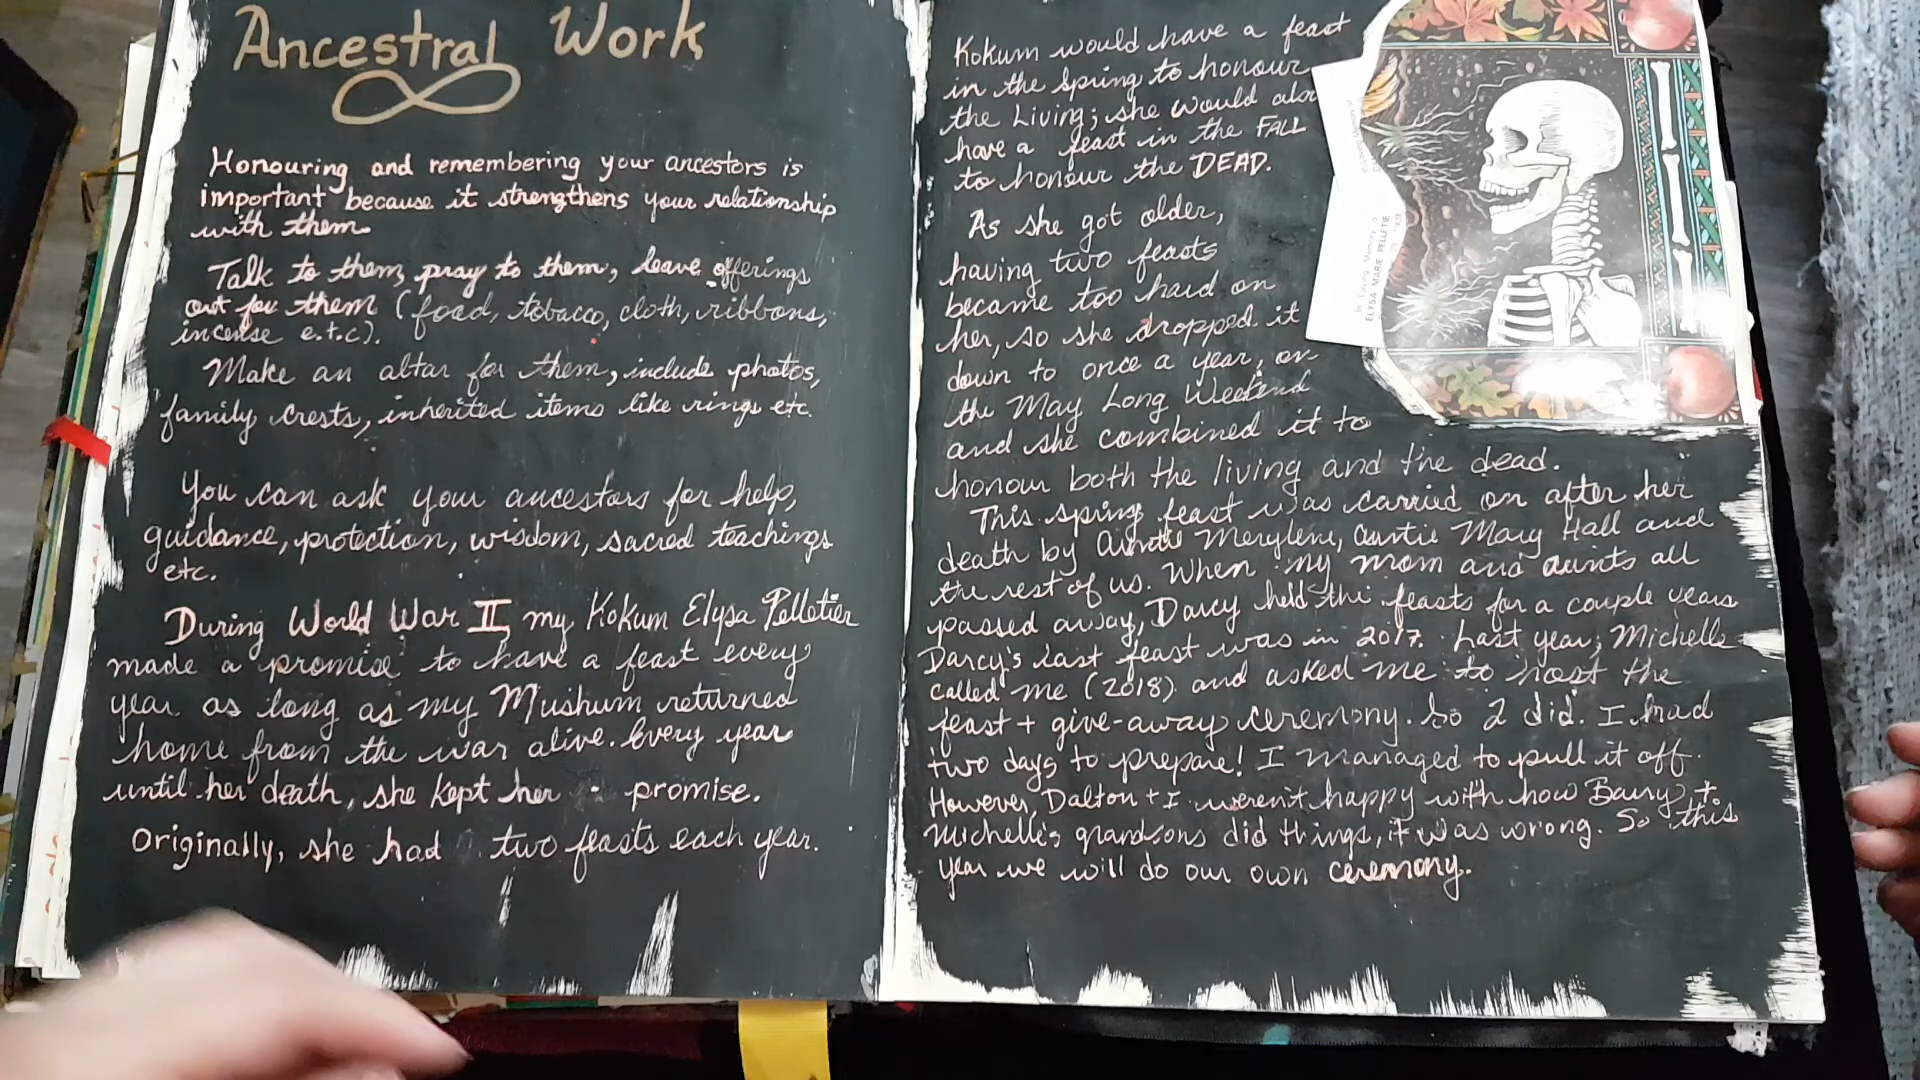 Ancestral Work
Honouring and remembering your ancestors is
important because it strengthens your relationship
with them.
Talk to them, pray to them, leave offerings
out for them (food, tobacco, cloth, ribbons,
incense e.t.c).
Make an altar for them, include photos,
family crests, inherited items like rings etc.
You can ask your ancestors for help,
guidance, protection, wisdom, sacred teachings
etc.
During World War II, my Kokum Elysa Pelletier
made a promise to have a feast every
year as long as my Mushum returned
home from the war alive. Every year
until her death, she kept her promise.
Originally, she had two feasts each year.
Kokum would have a feast
in the spring to honour
the Living; she would also
have a feast in the FALL
to honour the DEAD.
As she got older,
having two feasts
became too hard on
her, so she dropped it
down to once a year, on
the May Long Weekend
and she combined it to
honour both the living and the dead.
This spring feast was carried on after her
death by Auntie Merylene, Auntie Mary Hall and
the rest of us. When my mom and aunts all
passed away, Darcy held the feasts for a couple years
Darcy's last feast was in 2017. Last year, Michelle
called me (2018) and asked me to host the
feast + give-away ceremony. So I did. I had
two days to prepare! I managed to pull it off.
However, Dalton + I weren't happy with how Barry +
Michelle's grandsons did things, it was wrong. So this
year we will do our own ceremony.
In Loving Memory
ELYSA MARIE PELLETIE